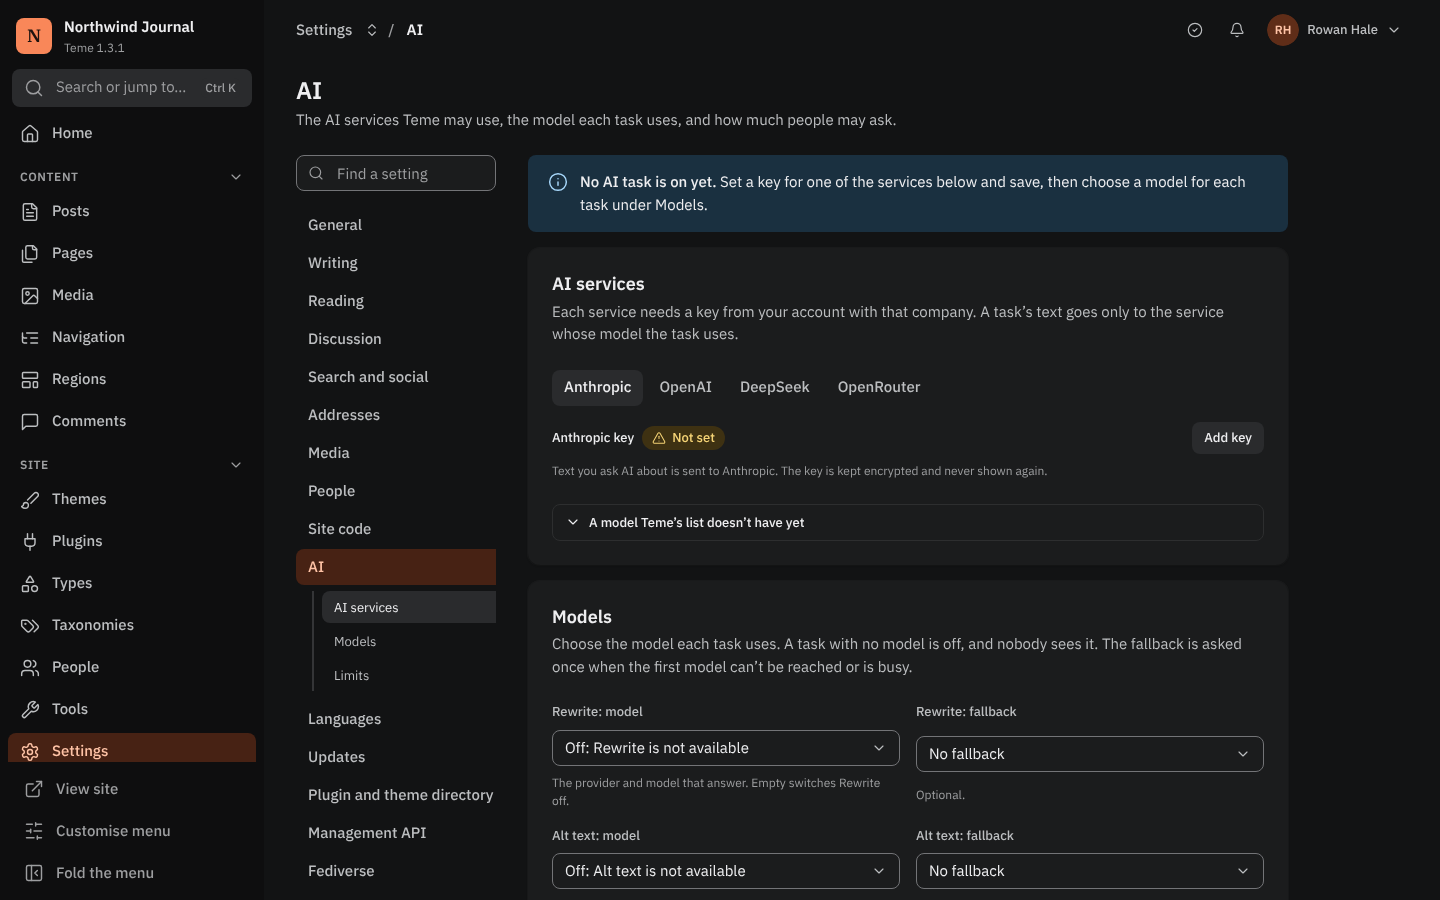 N
Northwind Journal
Teme 1.3.1
Search or jump to...
Ctrl K
Home
CONTENT
Posts
Pages
Media
Navigation
Regions
Comments
SITE
Themes
Plugins
Types
Taxonomies
People
Tools
Settings
View site
Customise menu
Fold the menu
Settings / AI
RH
Rowan Hale
AI
The AI services Teme may use, the model each task uses, and how much people may ask.
Find a setting
General
Writing
Reading
Discussion
Search and social
Addresses
Media
People
Site code
AI
AI services
Models
Limits
Languages
Updates
Plugin and theme directory
Management API
Fediverse
No AI task is on yet. Set a key for one of the services below and save, then choose a model for each
task under Models.
AI services
Each service needs a key from your account with that company. A task’s text goes only to the service
whose model the task uses.
Anthropic OpenAI DeepSeek OpenRouter
Anthropic key Not set Add key
Text you ask AI about is sent to Anthropic. The key is kept encrypted and never shown again.
A model Teme’s list doesn’t have yet
Models
Choose the model each task uses. A task with no model is off, and nobody sees it. The fallback is asked
once when the first model can’t be reached or is busy.
Rewrite: model
Off: Rewrite is not available
The provider and model that answer. Empty switches Rewrite
off.
Rewrite: fallback
No fallback
Optional.
Alt text: model
Off: Alt text is not available
Alt text: fallback
No fallback